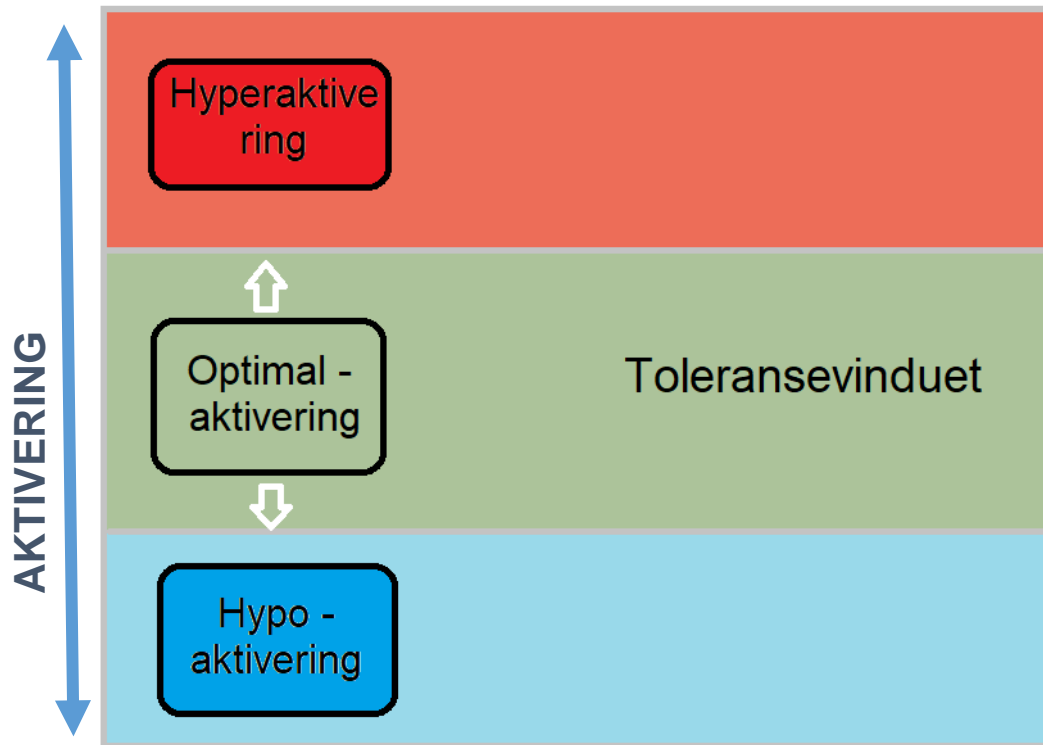 AKTIVERING
Hyperaktive
ring
Optimal -
aktivering
Toleransevinduet
Hypo -
aktivering